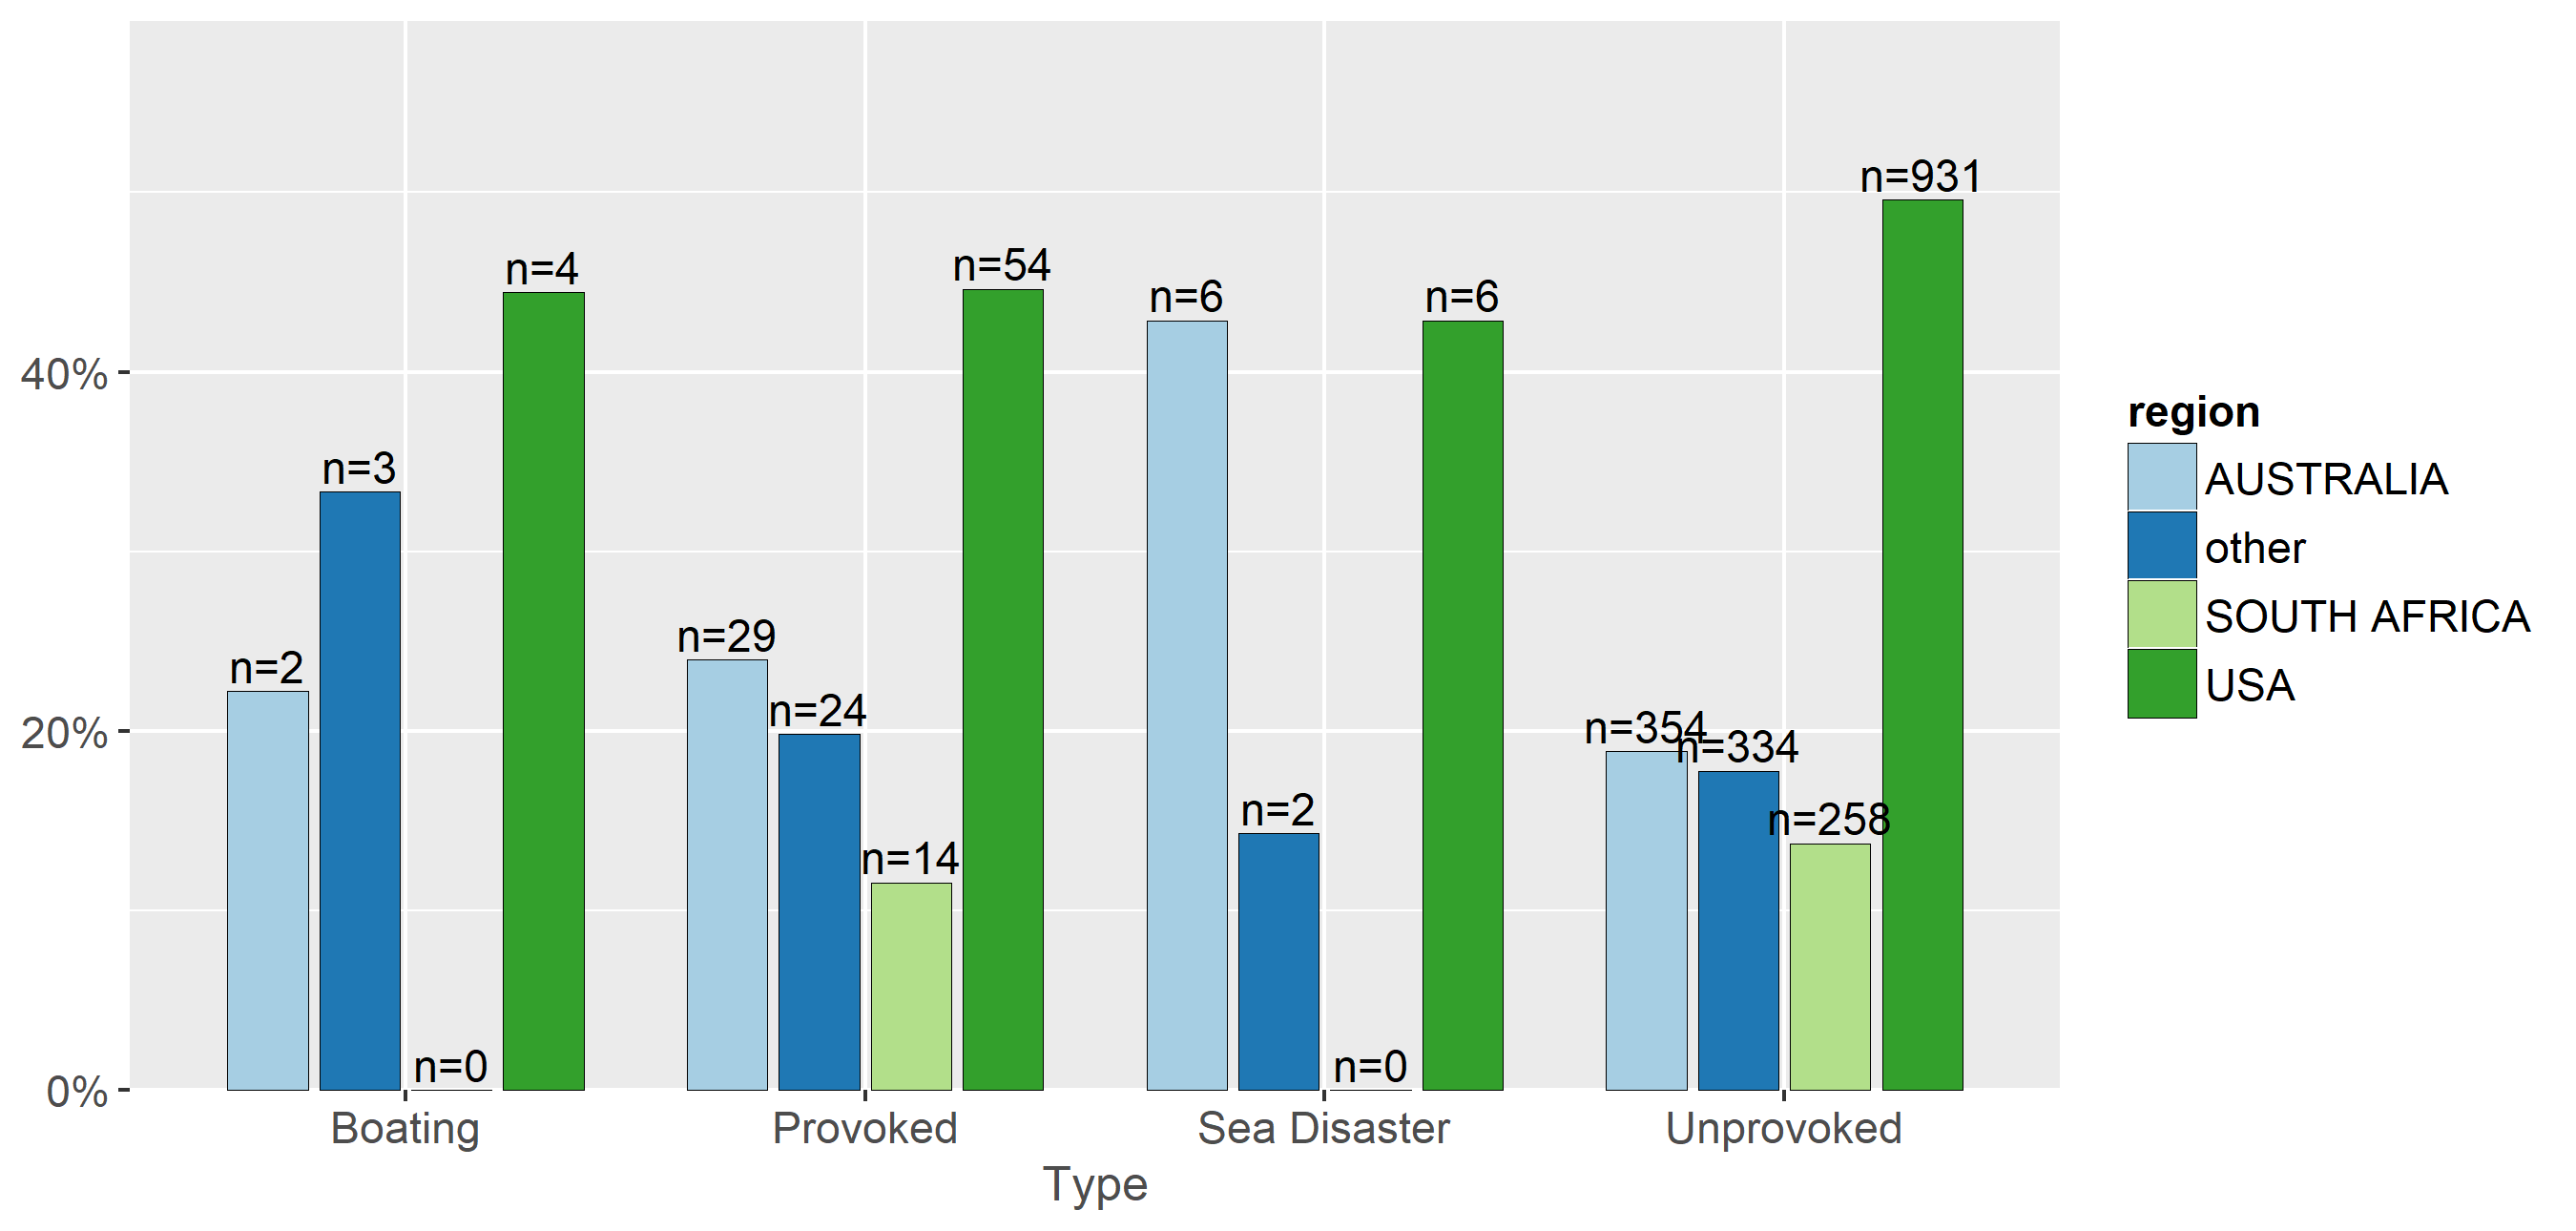 n=931
n=4
n=54
n=6
n=6
40%
n=3
n=29
n=2
n=24
n=354
n=334
20%
n=2
n=258
n=14
n=0
n=0
0%
Boating
Provoked
Sea Disaster
Unprovoked
Type
region
AUSTRALIA
other
SOUTH AFRICA
USA